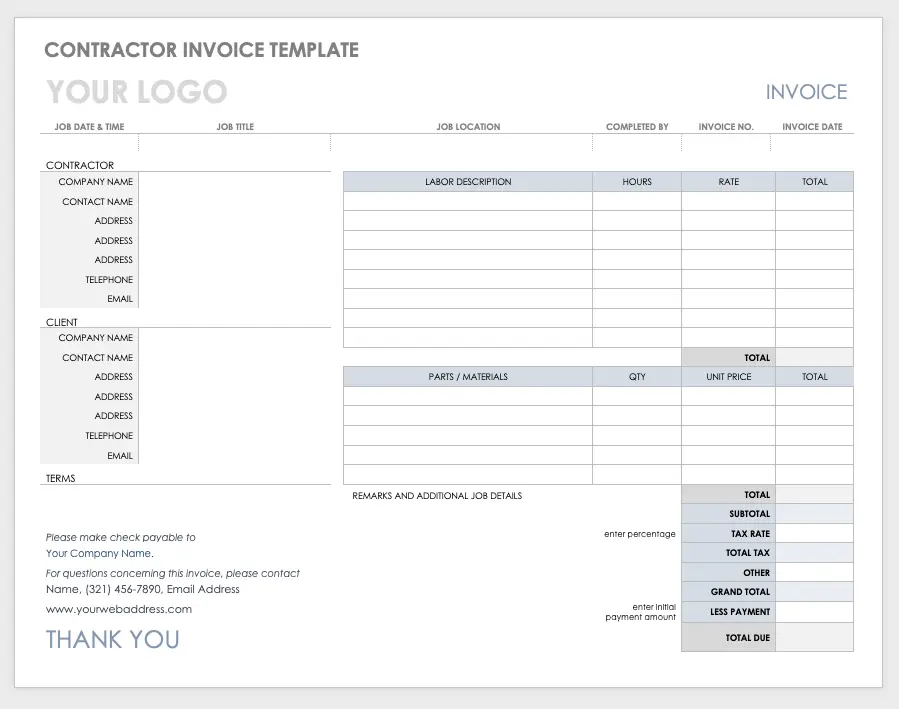 CONTRACTOR INVOICE TEMPLATE
YOUR LOGO
INVOICE
JOB DATE & TIME JOB TITLE JOB LOCATION COMPLETED BY INVOICE NO. INVOICE DATE
CONTRACTOR
COMPANY NAME
CONTACT NAME
ADDRESS
ADDRESS
ADDRESS
TELEPHONE
EMAIL
CLIENT
COMPANY NAME
CONTACT NAME
ADDRESS
ADDRESS
ADDRESS
TELEPHONE
EMAIL
TERMS
Please make check payable to
Your Company Name.
For questions concerning this invoice, please contact
Name, (321) 456-7890, Email Address
www.yourwebaddress.com
THANK YOU
LABOR DESCRIPTION HOURS RATE TOTAL
TOTAL
PARTS / MATERIALS QTY UNIT PRICE TOTAL
REMARKS AND ADDITIONAL JOB DETAILS
TOTAL
SUBTOTAL
enter percentage TAX RATE
TOTAL TAX
OTHER
GRAND TOTAL
enter initial
payment amount LESS PAYMENT
TOTAL DUE